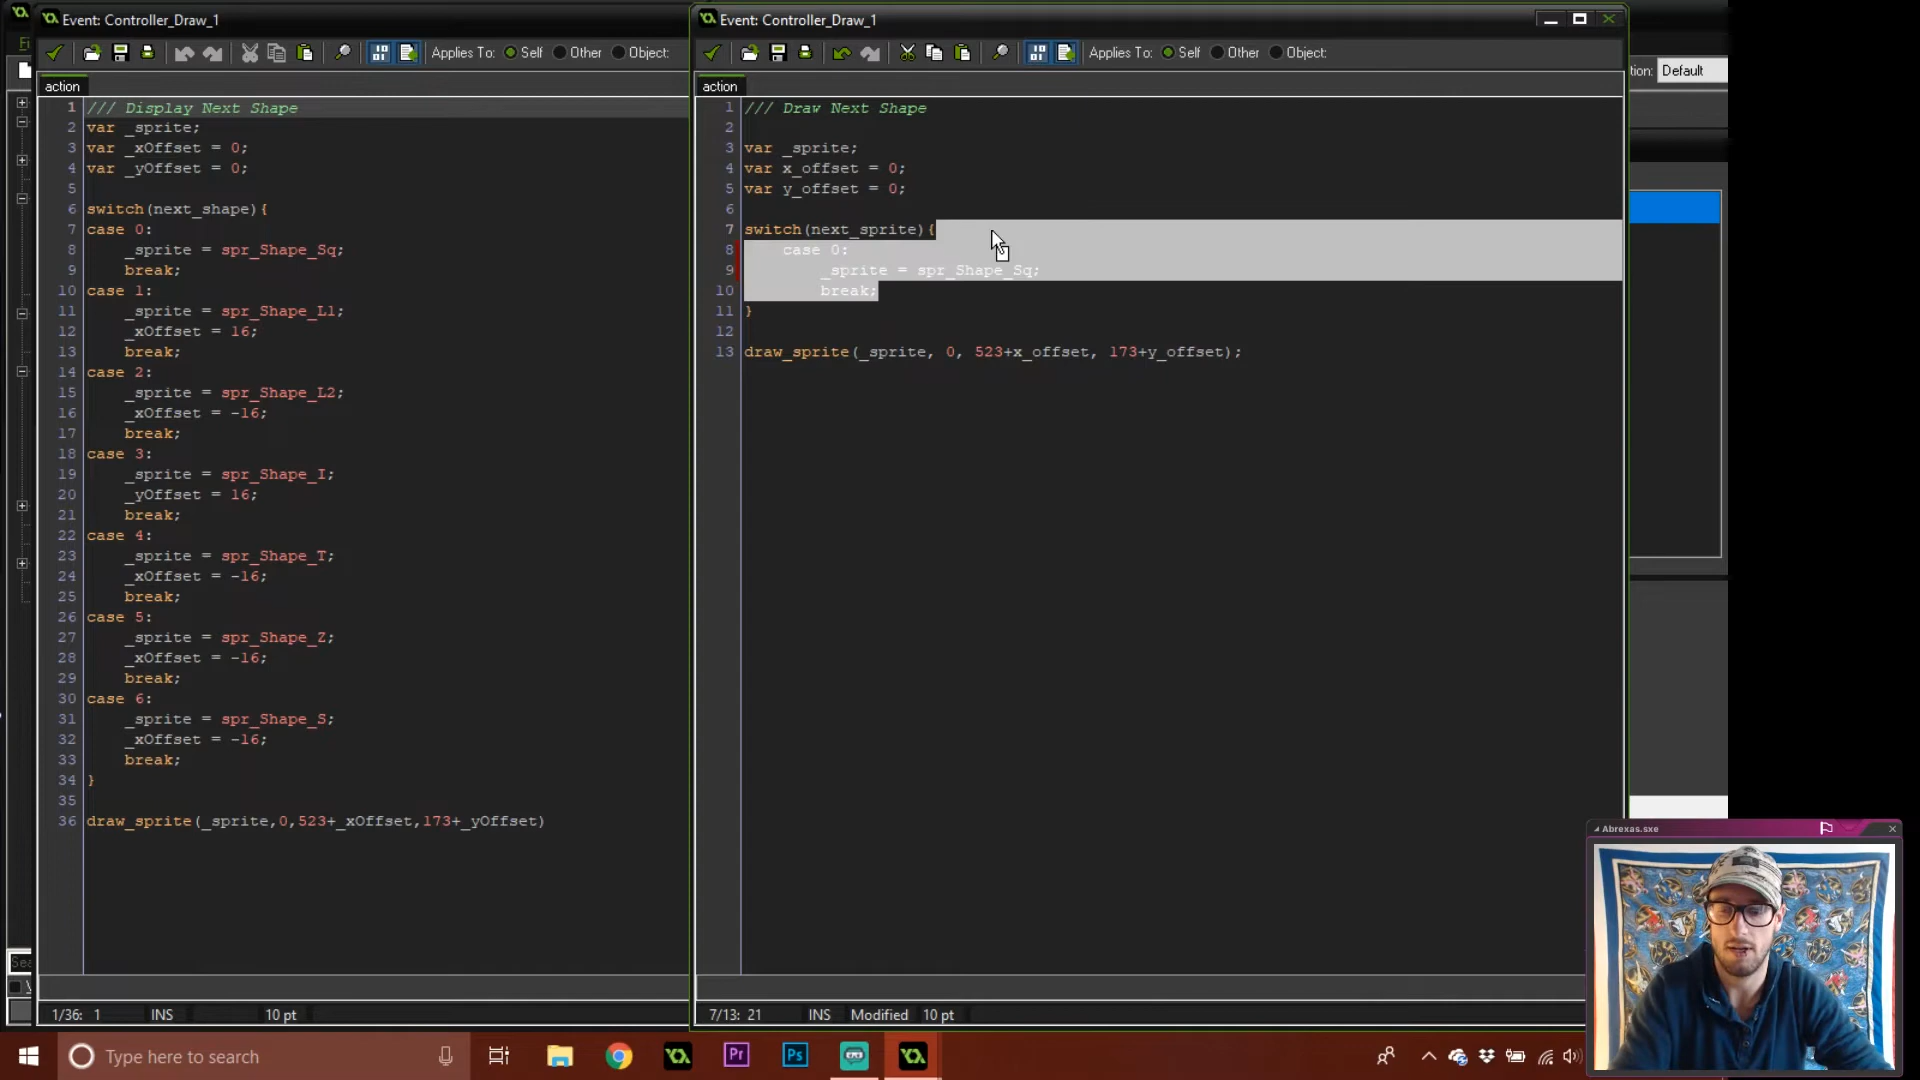 Event: Controller_Draw_1
Applies To: Self Other Object:
action
1 /// Display Next Shape
2 var _sprite;
3 var _xOffset = 0;
4 var _yOffset = 0;
5
6 switch(next_shape){
7 case 0:
8 _sprite = spr_Shape_Sq;
9 break;
10 case 1:
11 _sprite = spr_Shape_L1;
12 _xOffset = 16;
13 break;
14 case 2:
15 _sprite = spr_Shape_L2;
16 _xOffset = -16;
17 break;
18 case 3:
19 _sprite = spr_Shape_I;
20 _yOffset = 16;
21 break;
22 case 4:
23 _sprite = spr_Shape_T;
24 _xOffset = -16;
25 break;
26 case 5:
27 _sprite = spr_Shape_Z;
28 _xOffset = -16;
29 break;
30 case 6:
31 _sprite = spr_Shape_S;
32 _xOffset = -16;
33 break;
34 }
35
36 draw_sprite(_sprite,0,523+_xOffset,173+_yOffset)
1/36: 1 INS 10 pt
Event: Controller_Draw_1
Applies To: Self Other Object:
action
1 /// Draw Next Shape
2
3 var _sprite;
4 var x_offset = 0;
5 var y_offset = 0;
6
7 switch(next_sprite){
8 case 0:
9 _sprite = spr_Shape_Sq;
10 break;
11 }
12
13 draw_sprite(_sprite, 0, 523+x_offset, 173+y_offset);
7/13: 21 INS Modified 10 pt
tion: Default
Abrexas.sxe
Type here to search
Pr
Ps